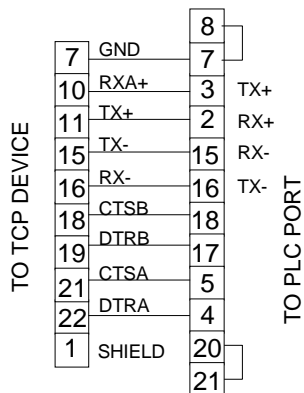 8
7 GND 7
10 RXA+ 3 TX+
11 TX+ 2 RX+
15 TX- 15 RX-
16 RX- 16 TX-
18 CTSB 18
19 DTRB 17
21 CTSA 5
22 DTRA 4
1 SHIELD 20
21
TO TCP DEVICE
TO PLC PORT